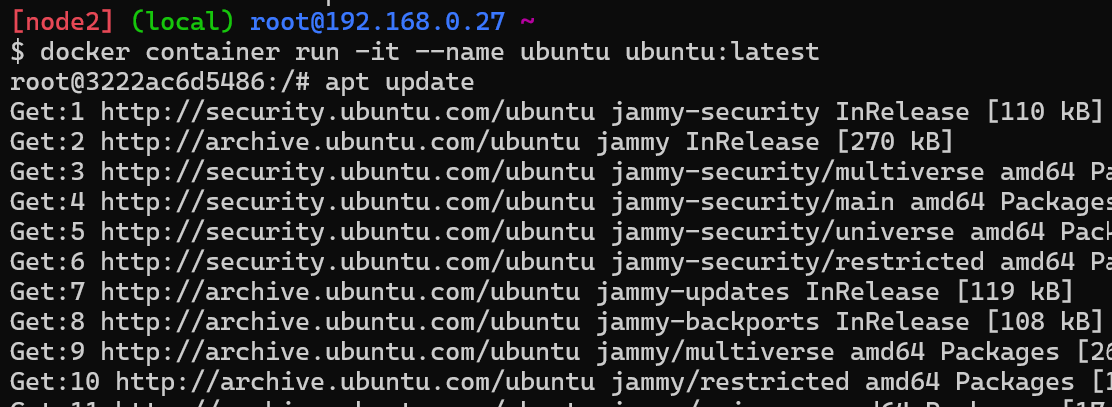 [node2] (local) root@192.168.0.27 ~
$ docker container run -it --name ubuntu ubuntu:latest
root@3222ac6d5486:/# apt update
Get:1 http://security.ubuntu.com/ubuntu jammy-security InRelease [110 kB]
Get:2 http://archive.ubuntu.com/ubuntu jammy InRelease [270 kB]
Get:3 http://security.ubuntu.com/ubuntu jammy-security/multiverse amd64 Pa
Get:4 http://security.ubuntu.com/ubuntu jammy-security/main amd64 Packages
Get:5 http://security.ubuntu.com/ubuntu jammy-security/universe amd64 Pack
Get:6 http://security.ubuntu.com/ubuntu jammy-security/restricted amd64 Pa
Get:7 http://archive.ubuntu.com/ubuntu jammy-updates InRelease [119 kB]
Get:8 http://archive.ubuntu.com/ubuntu jammy-backports InRelease [108 kB]
Get:9 http://archive.ubuntu.com/ubuntu jammy/multiverse amd64 Packages [26
Get:10 http://archive.ubuntu.com/ubuntu jammy/restricted amd64 Packages [1